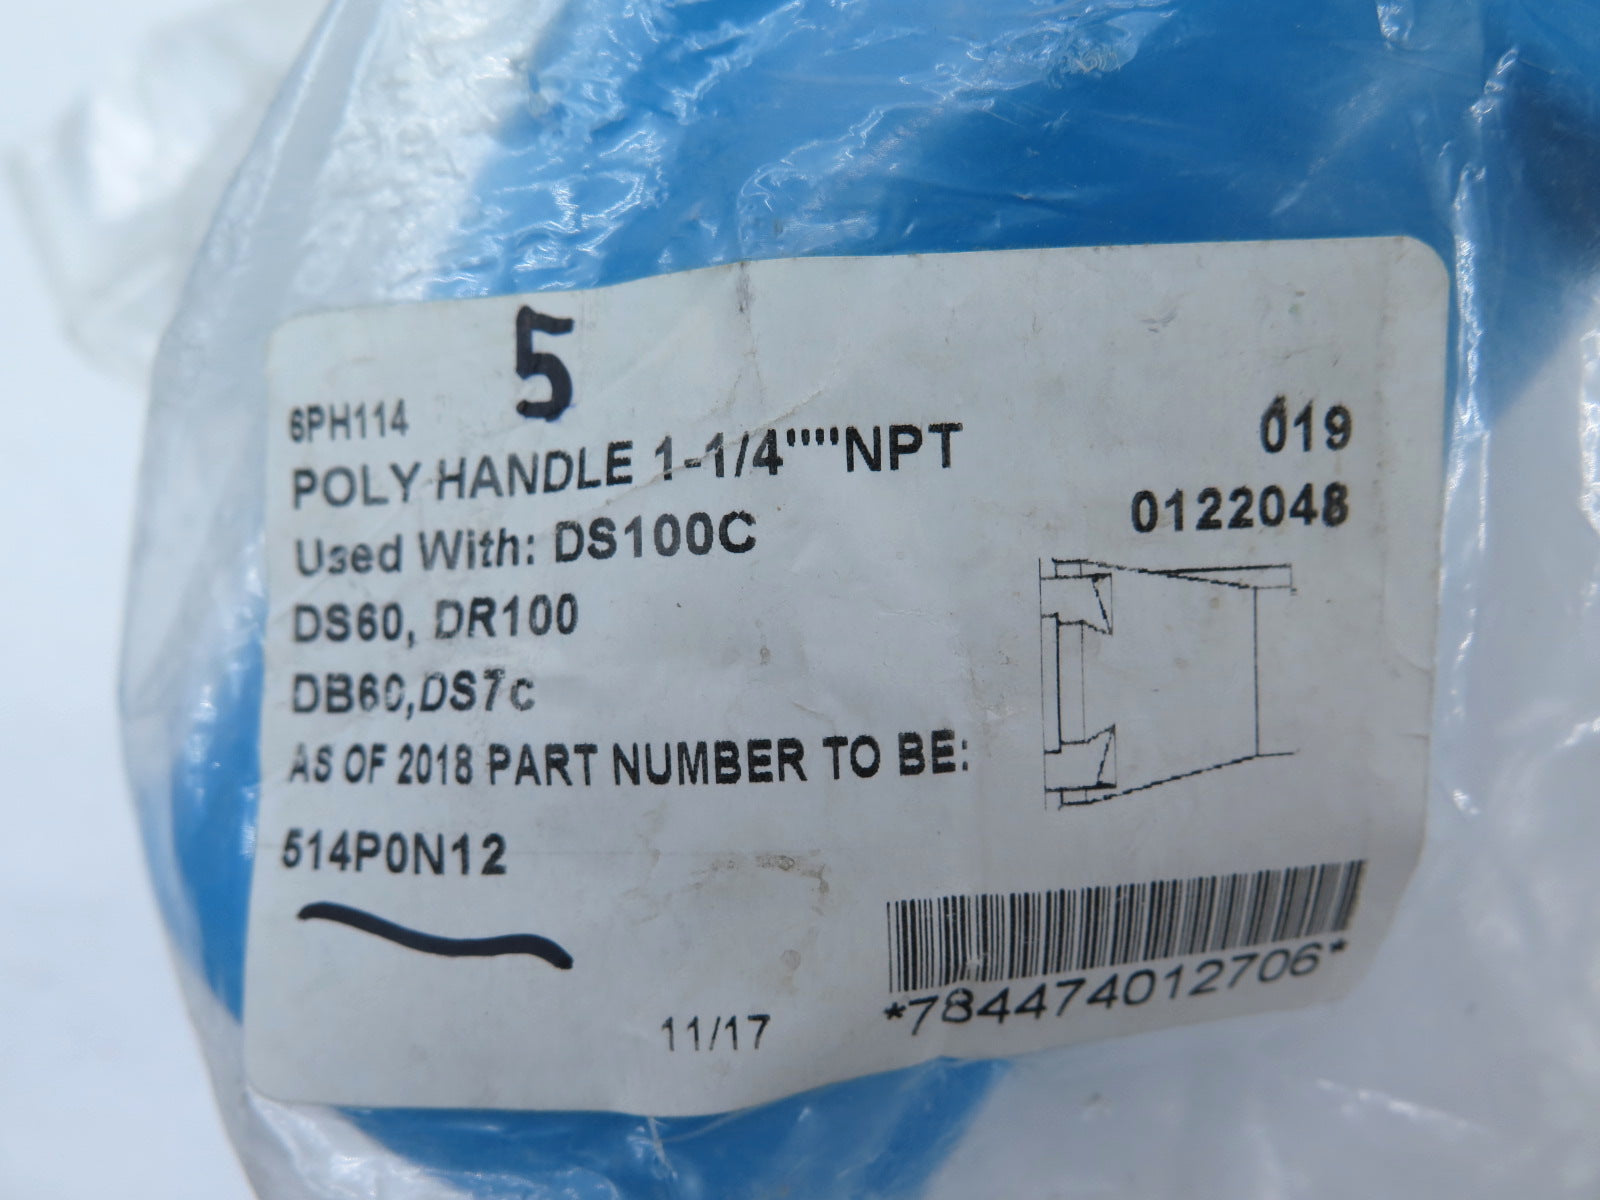 5
6PH114
POLY HANDLE 1-1/4""NPT
019
Used With: DS100C
0122048
DS60, DR100
DB60,DS7c
AS OF 2018 PART NUMBER TO BE:
514P0N12
11/17
*784474012706*